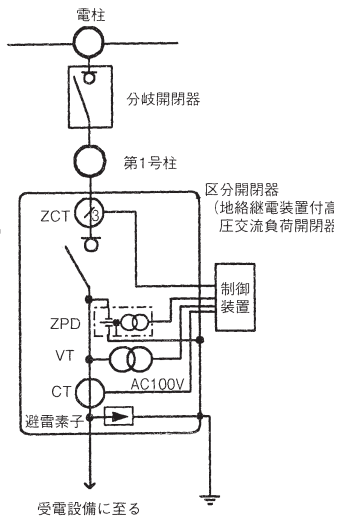 電柱
分岐開閉器
第1号柱
区分開閉器
(地絡継電装置付高
圧交流負荷開閉器
ZCT
3
制御
装置
ZPD
VT
AC100V
CT
避雷素子
受電設備に至る